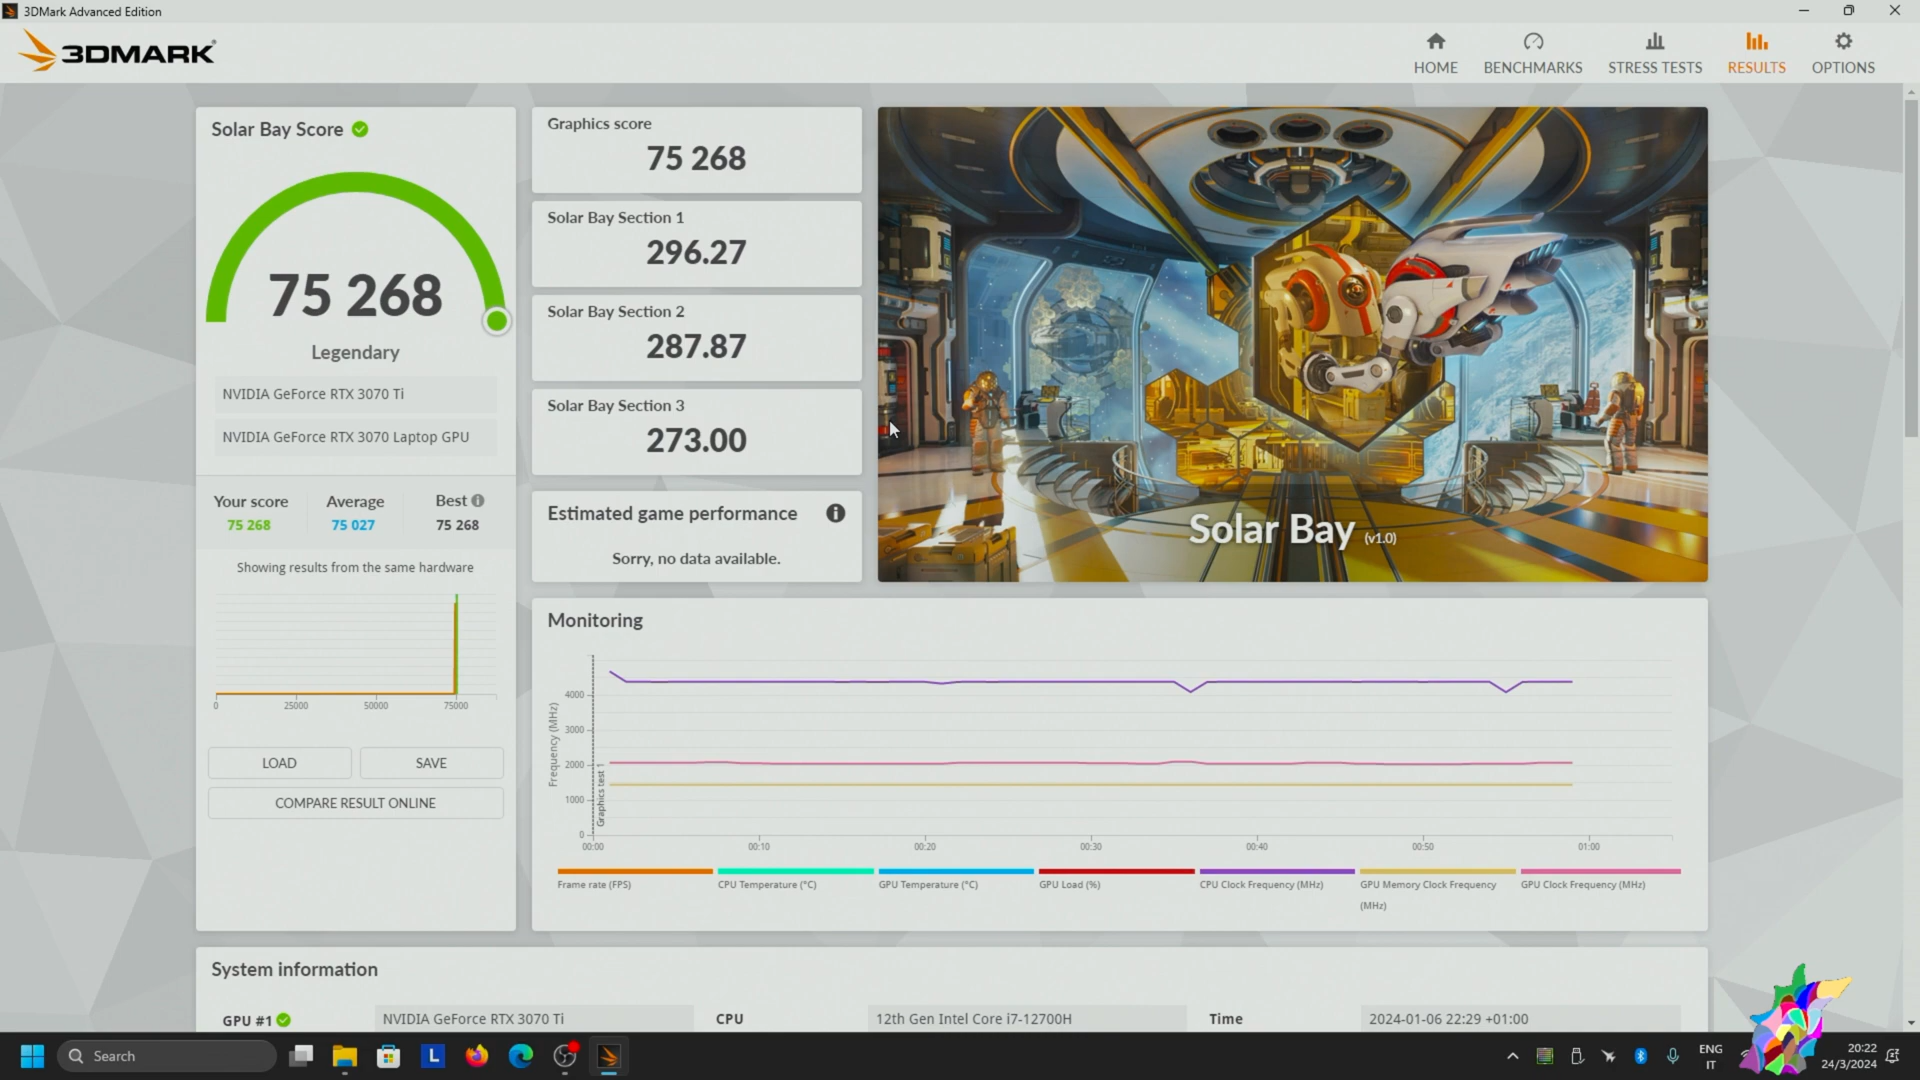 3DMark Advanced Edition
3DMARK
HOME
BENCHMARKS
STRESS TESTS
RESULTS
OPTIONS
Solar Bay Score
75 268
Legendary
NVIDIA GeForce RTX 3070 Ti
NVIDIA GeForce RTX 3070 Laptop GPU
Your score
Average
Best
75 268
75 027
75 268
Showing results from the same hardware
0
25000
50000
75000
LOAD
SAVE
COMPARE RESULT ONLINE
Graphics score
75 268
Solar Bay Section 1
296.27
Solar Bay Section 2
287.87
Solar Bay Section 3
273.00
Estimated game performance
Sorry, no data available.
Solar Bay (v1.0)
Monitoring
Frequency (MHz)
4000
3000
2000
1000
0
Graphics test 1
00:00
00:10
00:20
00:30
00:40
00:50
01:00
Frame rate (FPS)
CPU Temperature (°C)
GPU Temperature (°C)
GPU Load (%)
CPU Clock Frequency (MHz)
GPU Memory Clock Frequency
(MHz)
GPU Clock Frequency (MHz)
System information
GPU #1
NVIDIA GeForce RTX 3070 Ti
CPU
12th Gen Intel Core i7-12700H
Time
2024-01-06 22:29 +01:00
Search
L
ENG
IT
20:22
24/3/2024